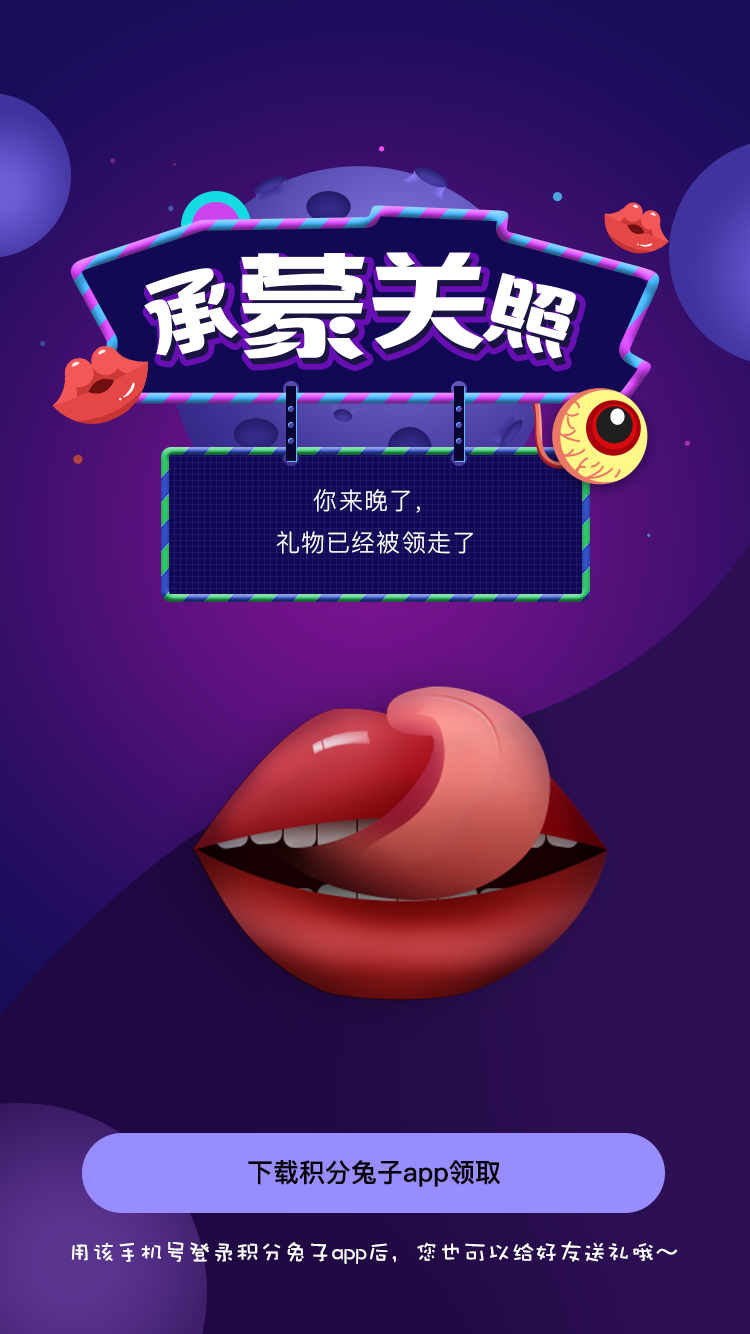 承蒙关照
你来晚了,
礼物已经被领走了
下载积分兔子app领取
用该手机号登录积分兔子app后，您也可以给好友送礼哦～